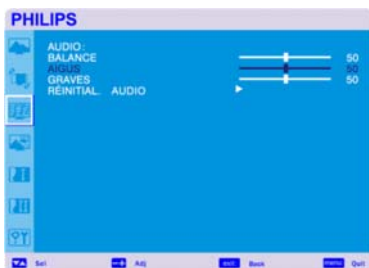 PHILIPS
AUDIO:
BALANCE 50
AIGUS 50
GRAVES 50
RÉINITIAL. AUDIO
Sel Adj exit Back menu Quit